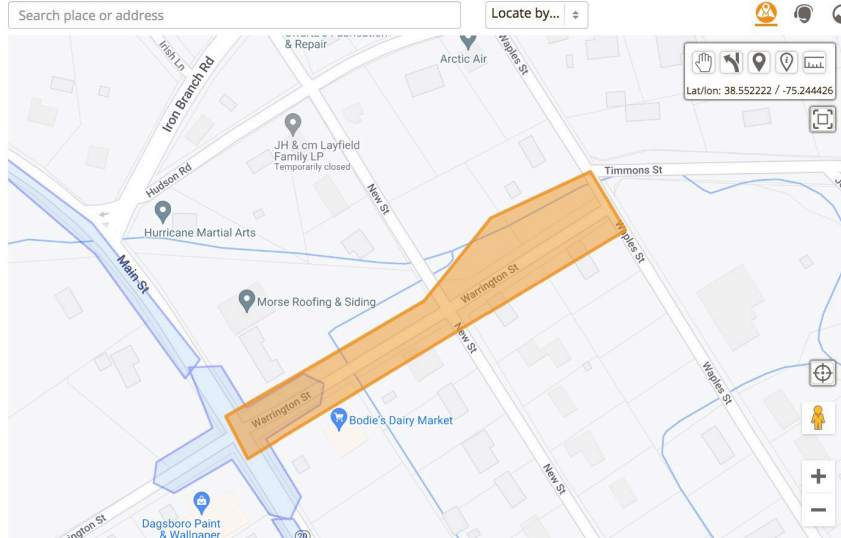 Search place or address
Locate by...
Lat/lon: 38.552222 / -75.244426
& Repair
Arctic Air
Waples St
Irish Ln
Iron Branch Rd
JH & cm Layfield
Family LP
Temporarily closed
Hudson Rd
New St
Timmons St
Hurricane Martial Arts
Waples St
Main St
Warrington St
Morse Roofing & Siding
New St
Waples St
Warrington St
Bodie's Dairy Market
New St
Dagsboro Paint
& Wallpaper
20